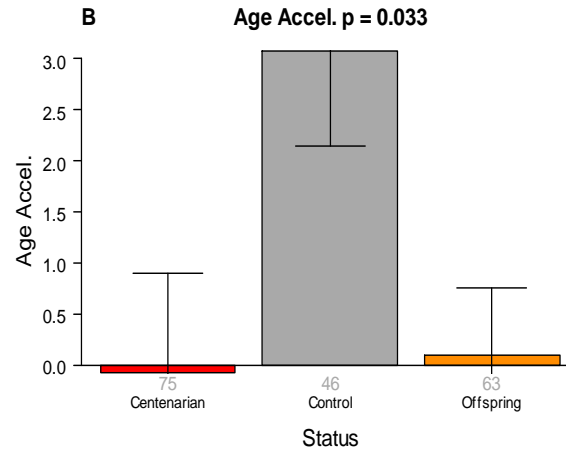 B
Age Accel. p = 0.033
Age Accel.
3.0
2.5
2.0
1.5
1.0
0.5
0.0
75 46 63
Centenarian Control Offspring
Status